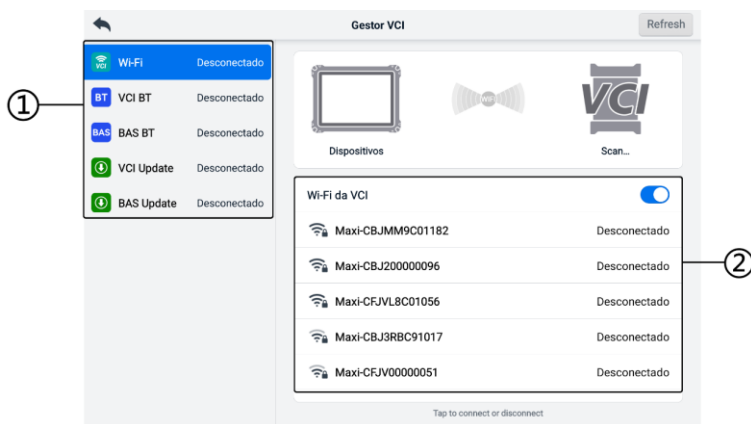 Gestor VCI
Refresh
VCI
Wi-Fi
Desconectado
BT
VCI BT
Desconectado
BAS
BAS BT
Desconectado
VCI Update
Desconectado
BAS Update
Desconectado
①
WiFi
VCI
Dispositivos
Scan...
Wi-Fi da VCI
Maxi-CBJMM9C01182
Desconectado
Maxi-CBJ200000096
Desconectado
Maxi-CFJVL8C01056
Desconectado
Maxi-CBJ3RBC91017
Desconectado
Maxi-CFJV00000051
Desconectado
②
Tap to connect or disconnect